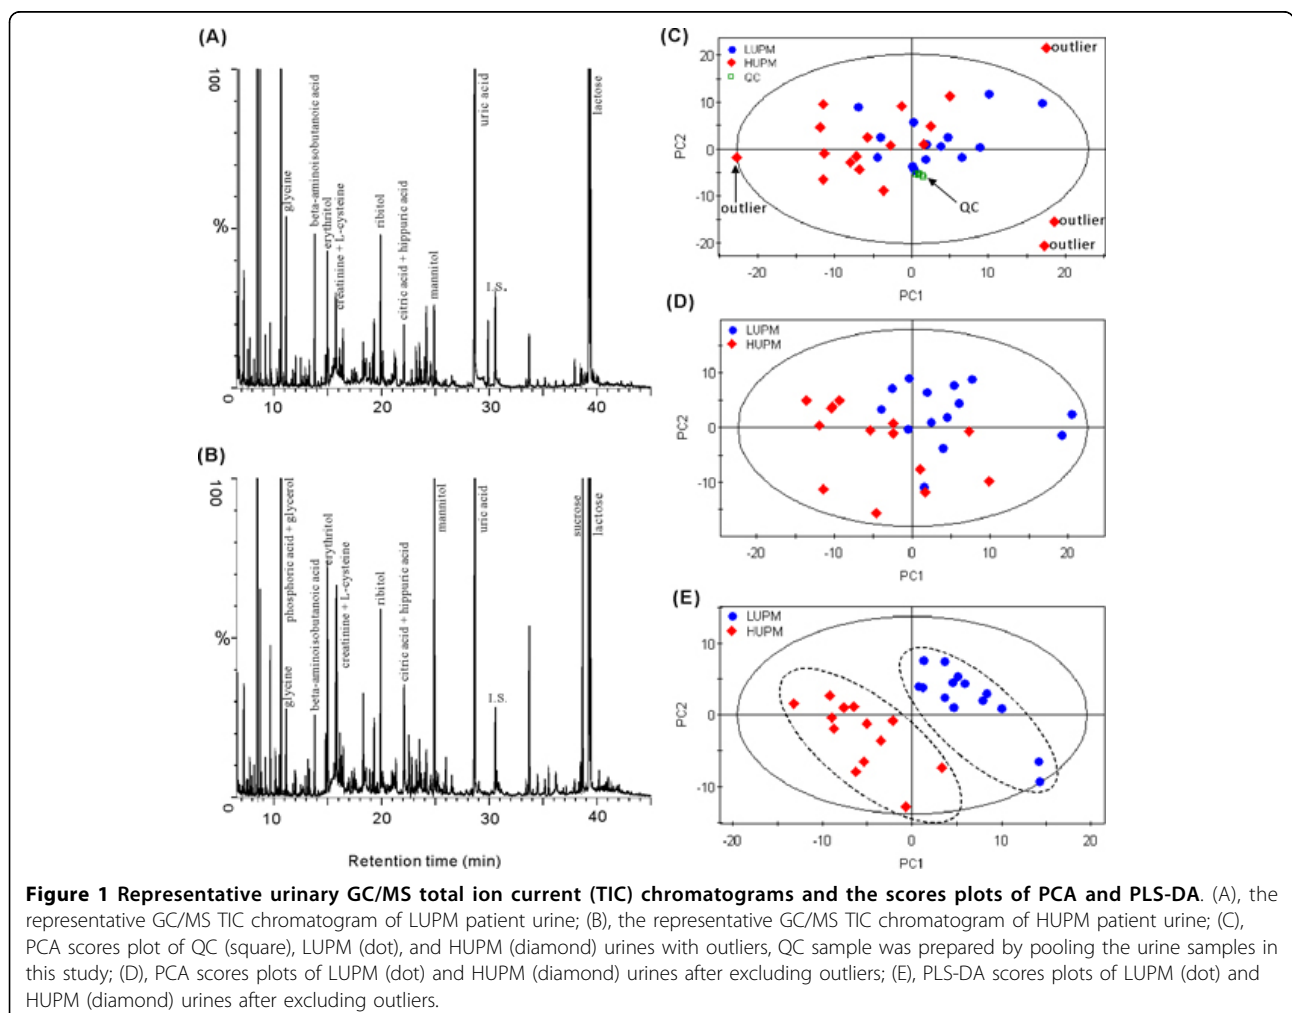 (A)
100
%
0
glycine
beta-aminoisobutanoic acid
erythritol
creatinine + L-cysteine
ribitol
citric acid + hippuric acid
mannitol
uric acid
I.S.
lactose
10
20
30
40
(B)
100
%
0
phosphoric acid + glycerol
glycine
beta-aminoisobutanoic acid
erythritol
creatinine + L-cysteine
ribitol
citric acid + hippuric acid
mannitol
uric acid
I.S.
sucrose
lactose
10
20
30
40
Retention time (min)
(C)
PC2
20
10
0
-10
-20
LUPM
HUPM
QC
outlier
outlier
QC
outlier
outlier
-20
-10
0
10
20
PC1
(D)
PC2
10
0
-10
LUPM
HUPM
-20
-10
0
10
20
PC1
(E)
PC2
10
0
-10
LUPM
HUPM
-20
-10
0
10
20
PC1
Figure 1 Representative urinary GC/MS total ion current (TIC) chromatograms and the scores plots of PCA and PLS-DA. (A), the
representative GC/MS TIC chromatogram of LUPM patient urine; (B), the representative GC/MS TIC chromatogram of HUPM patient urine; (C),
PCA scores plot of QC (square), LUPM (dot), and HUPM (diamond) urines with outliers, QC sample was prepared by pooling the urine samples in
this study; (D), PCA scores plots of LUPM (dot) and HUPM (diamond) urines after excluding outliers; (E), PLS-DA scores plots of LUPM (dot) and
HUPM (diamond) urines after excluding outliers.